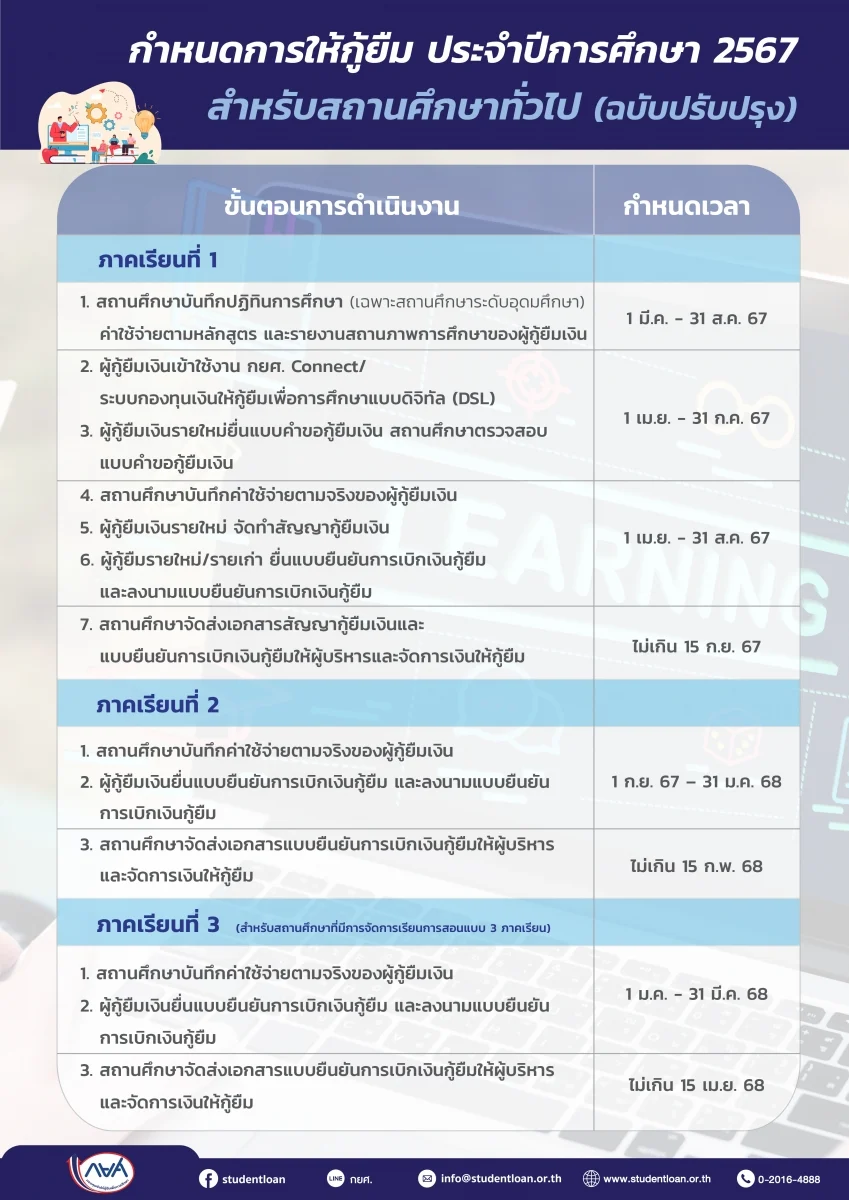 กำหนดการให้กู้ยืม ประจำปีการศึกษา 2567
สำหรับสถานศึกษาทั่วไป (ฉบับปรับปรุง)
ขั้นตอนการดำเนินงาน
กำหนดเวลา
ภาคเรียนที่ 1
1. สถานศึกษาบันทึกปฏิทินการศึกษา (เฉพาะสถานศึกษาระดับอุดมศึกษา)
ค่าใช้จ่ายตามหลักสูตร และรายงานสถานภาพการศึกษาของผู้กู้ยืมเงิน
1 มี.ค. - 31 ส.ค. 67
2. ผู้กู้ยืมเงินเข้าใช้งาน กยศ. Connect/
ระบบกองทุนเงินให้กู้ยืมเพื่อการศึกษาแบบดิจิทัล (DSL)
3. ผู้กู้ยืมเงินรายใหม่ยื่นแบบคำขอกู้ยืมเงิน สถานศึกษาตรวจสอบ
แบบคำขอกู้ยืมเงิน
1 เม.ย. - 31 ก.ค. 67
4. สถานศึกษาบันทึกค่าใช้จ่ายตามจริงของผู้กู้ยืมเงิน
5. ผู้กู้ยืมเงินรายใหม่ จัดทำสัญญากู้ยืมเงิน
6. ผู้กู้ยืมรายใหม่/รายเก่า ยื่นแบบยืนยันการเบิกเงินกู้ยืม
และลงนามแบบยืนยันการเบิกเงินกู้ยืม
1 เม.ย. - 31 ส.ค. 67
7. สถานศึกษาจัดส่งเอกสารสัญญากู้ยืมเงินและ
แบบยืนยันการเบิกเงินกู้ยืมให้ผู้บริหารและจัดการเงินให้กู้ยืม
ไม่เกิน 15 ก.ย. 67
ภาคเรียนที่ 2
1. สถานศึกษาบันทึกค่าใช้จ่ายตามจริงของผู้กู้ยืมเงิน
2. ผู้กู้ยืมเงินยื่นแบบยืนยันการเบิกเงินกู้ยืม และลงนามแบบยืนยัน
การเบิกเงินกู้ยืม
1 ก.ย. 67 – 31 ม.ค. 68
3. สถานศึกษาจัดส่งเอกสารแบบยืนยันการเบิกเงินกู้ยืมให้ผู้บริหาร
และจัดการเงินให้กู้ยืม
ไม่เกิน 15 ก.พ. 68
ภาคเรียนที่ 3 (สำหรับสถานศึกษาที่มีการจัดการเรียนการสอนแบบ 3 ภาคเรียน)
1. สถานศึกษาบันทึกค่าใช้จ่ายตามจริงของผู้กู้ยืมเงิน
2. ผู้กู้ยืมเงินยื่นแบบยืนยันการเบิกเงินกู้ยืม และลงนามแบบยืนยัน
การเบิกเงินกู้ยืม
1 ม.ค. - 31 มี.ค. 68
3. สถานศึกษาจัดส่งเอกสารแบบยืนยันการเบิกเงินกู้ยืมให้ผู้บริหาร
และจัดการเงินให้กู้ยืม
ไม่เกิน 15 เม.ย. 68
LEARNING
กยศ
studentloan
LINE กยศ.
info@studentloan.or.th
www.studentloan.or.th
0-2016-4888